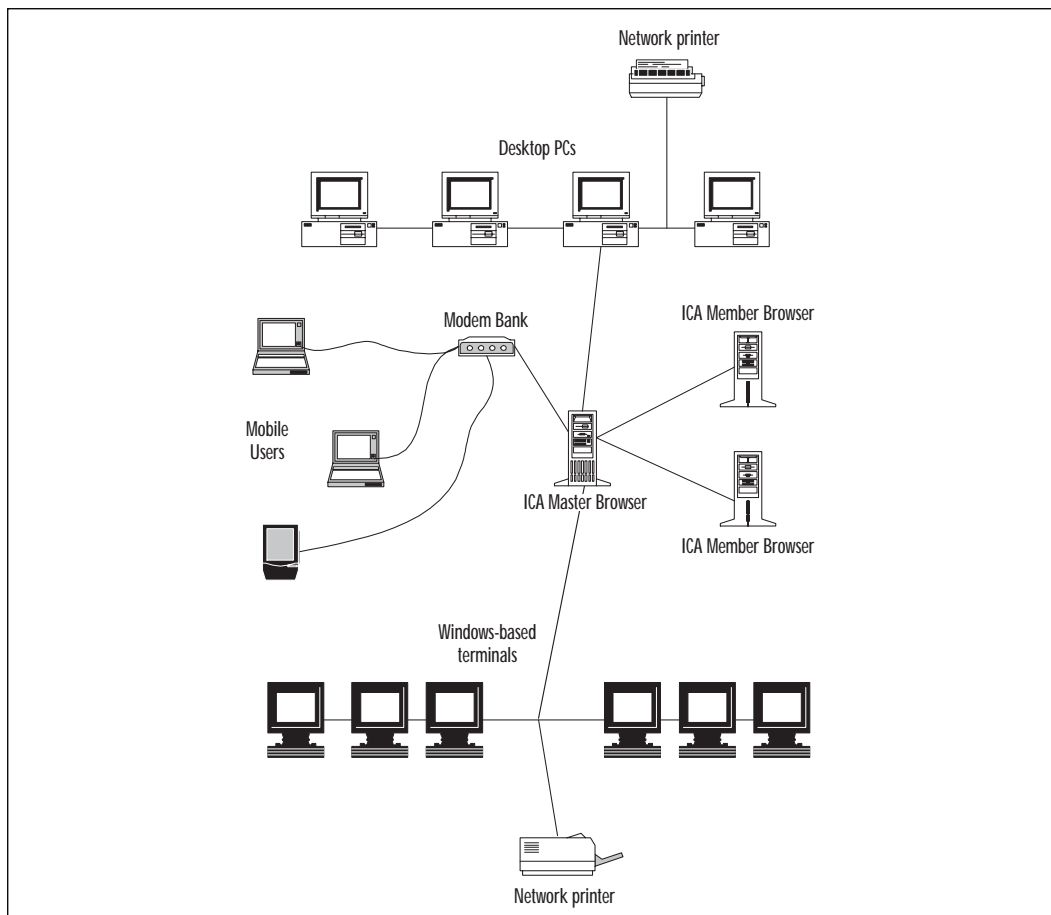 Network printer
Desktop PCs
Modem Bank
ICA Member Browser
Mobile
Users
ICA Master Browser
ICA Member Browser
Windows-based
terminals
Network printer